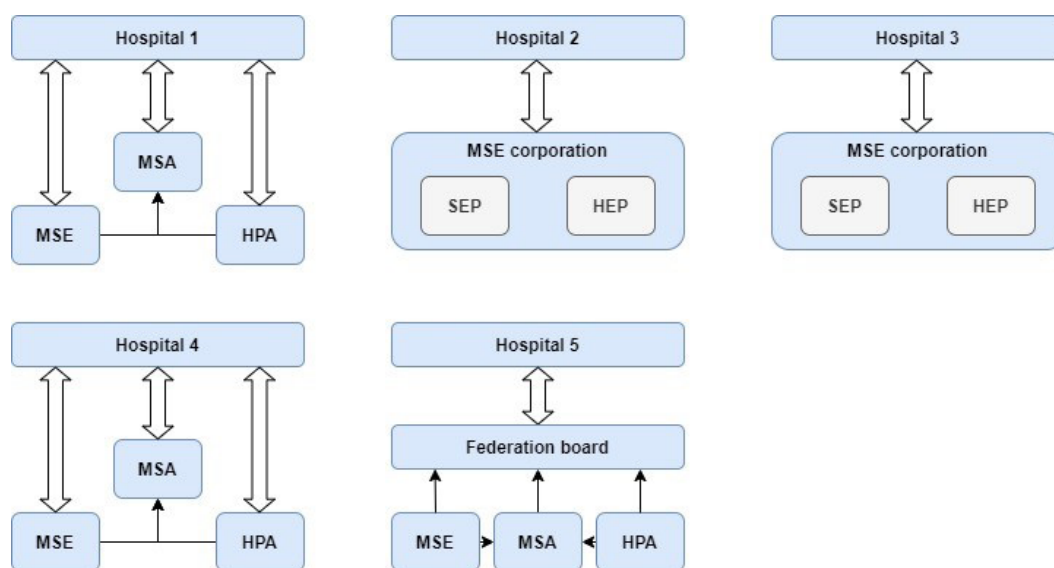 Hospital 1
MSA
MSE
HPA
Hospital 2
MSE corporation
SEP
HEP
Hospital 3
MSE corporation
SEP
HEP
Hospital 4
MSA
MSE
HPA
Hospital 5
Federation board
MSE
MSA
HPA